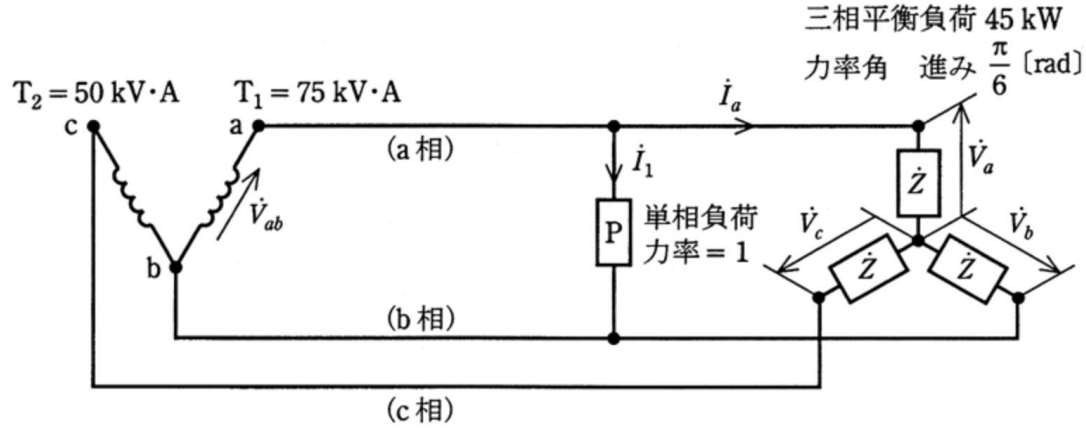 三相平衡負荷 45 kW
力率角 進み π/6〔rad〕
T₂ = 50 kV·A
T₁ = 75 kV·A
c
a
(a 相)
İₐ
İ₁
V̇ₐ
Ż
V̇ab
P
単相負荷
力率 = 1
V̇c
V̇b
Ż
Ż
b
(b 相)
(c 相)